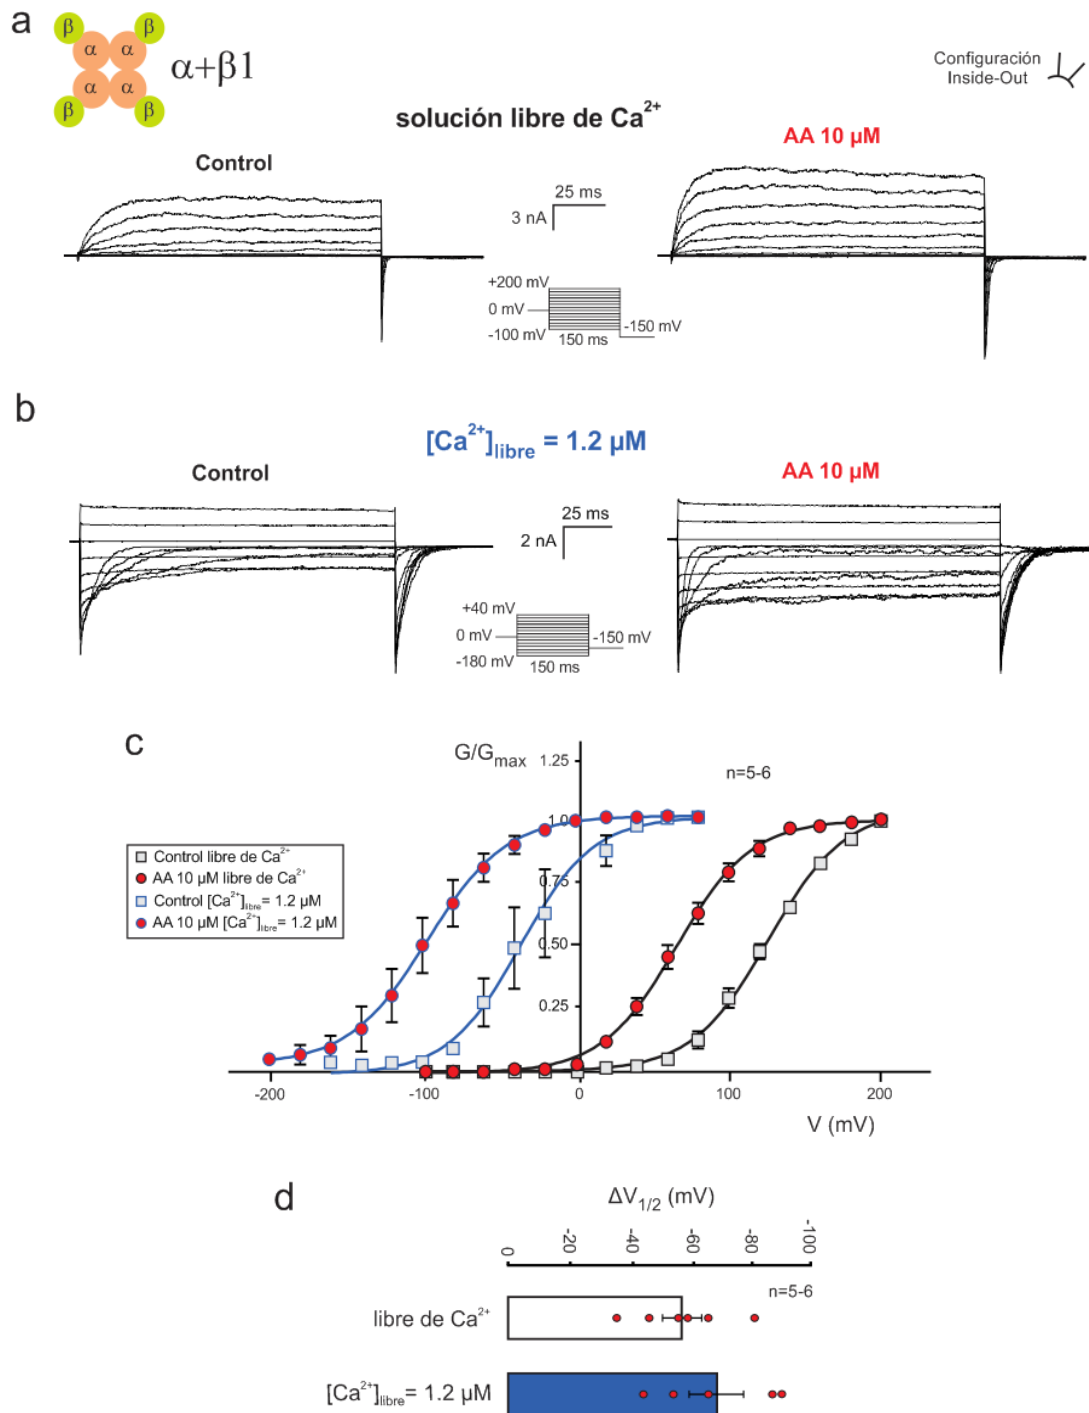 a
β
β
α
α
α
α
β
β
α+β1
Configuración
Inside-Out
solución libre de Ca²⁺
Control
AA 10 µM
25 ms
3 nA
+200 mV
0 mV
-100 mV
150 ms
-150 mV
b
[Ca²⁺]libre = 1.2 µM
Control
AA 10 µM
25 ms
2 nA
+40 mV
0 mV
-180 mV
150 ms
-150 mV
c
G/Gmax
1.25
n=5-6
1.0
0.75
0.50
0.25
Control libre de Ca²⁺
AA 10 µM libre de Ca²⁺
Control [Ca²⁺]libre= 1.2 µM
AA 10 µM [Ca²⁺]libre= 1.2 µM
-200
-100
0
100
200
V (mV)
d
ΔV1/2 (mV)
0
-20
-40
-60
-80
-100
n=5-6
libre de Ca²⁺
[Ca²⁺]libre= 1.2 µM